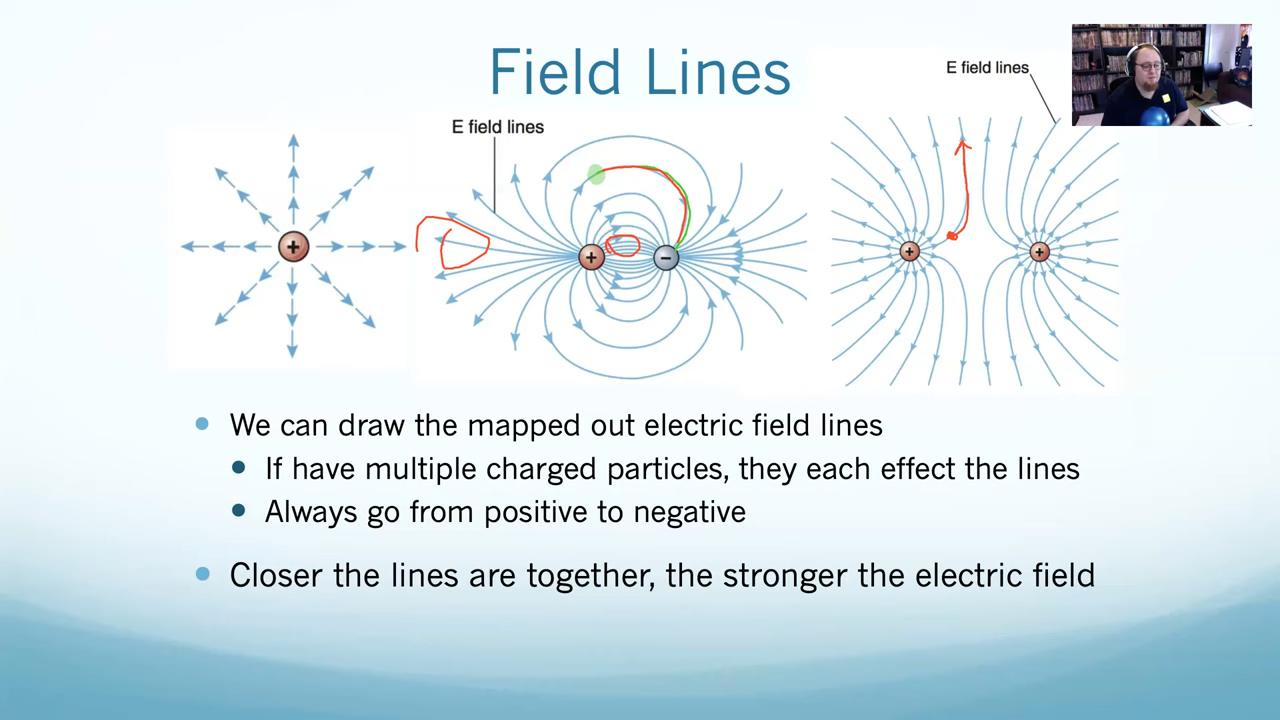 Field Lines
E field lines
E field lines
+
+
−
+
+
We can draw the mapped out electric field lines
If have multiple charged particles, they each effect the lines
Always go from positive to negative
Closer the lines are together, the stronger the electric field